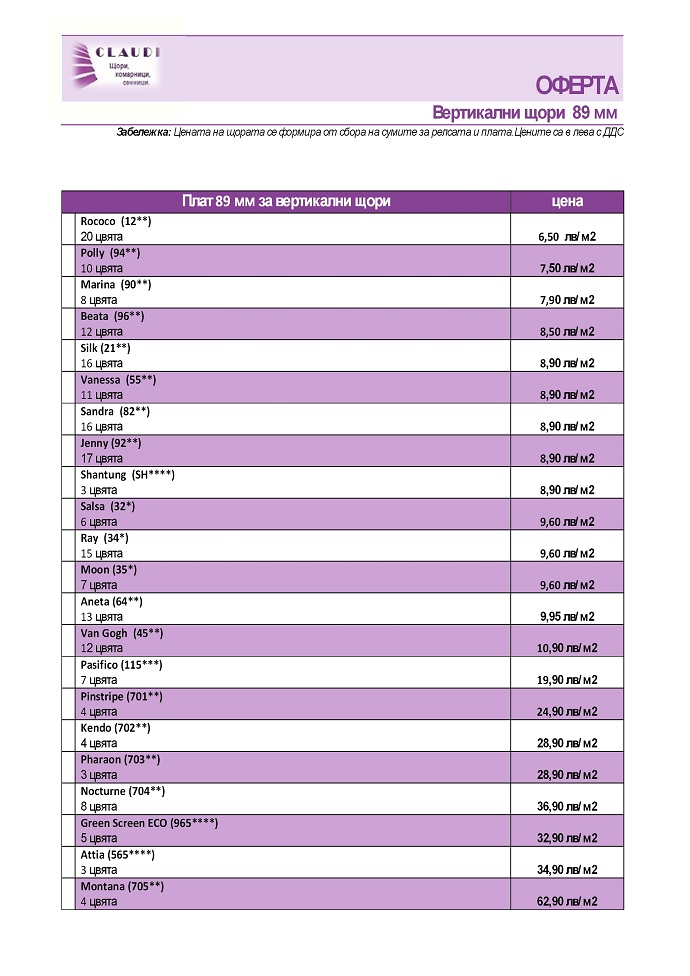 CLAUDI
Щори,
комарници,
сенници.
ОФЕРТА
Вертикални щори 89 мм
Забележка: Цената на щората се формира от сбора на сумите за релсата и плата.Цените са в лева с ДДС
Плат 89 мм за вертикални щори цена
Rococo (12**)
20 цвята 6,50 лв/ м2
Polly (94**)
10 цвята 7,50 лв/ м2
Marina (90**)
8 цвята 7,90 лв/ м2
Beata (96**)
12 цвята 8,50 лв/ м2
Silk (21**)
16 цвята 8,90 лв/ м2
Vanessa (55**)
11 цвята 8,90 лв/ м2
Sandra (82**)
16 цвята 8,90 лв/ м2
Jenny (92**)
17 цвята 8,90 лв/ м2
Shantung (SH****)
3 цвята 8,90 лв/ м2
Salsa (32*)
6 цвята 9,60 лв/ м2
Ray (34*)
15 цвята 9,60 лв/ м2
Moon (35*)
7 цвята 9,60 лв/ м2
Aneta (64**)
13 цвята 9,95 лв/ м2
Van Gogh (45**)
12 цвята 10,90 лв/ м2
Pasifico (115***)
7 цвята 19,90 лв/ м2
Pinstripe (701**)
4 цвята 24,90 лв/ м2
Kendo (702**)
4 цвята 28,90 лв/ м2
Pharaon (703**)
3 цвята 28,90 лв/ м2
Nocturne (704**)
8 цвята 36,90 лв/ м2
Green Screen ECO (965****)
5 цвята 32,90 лв/ м2
Attia (565****)
3 цвята 34,90 лв/ м2
Montana (705**)
4 цвята 62,90 лв/ м2